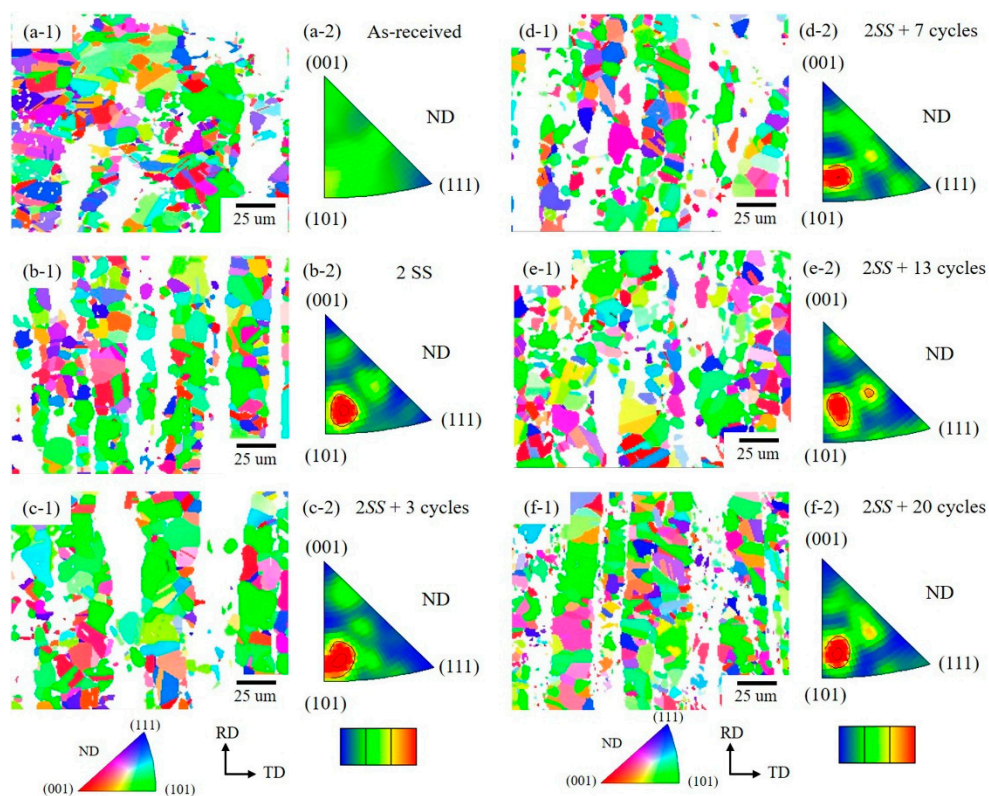 (a-1)
(a-2)
As-received
(001)
ND
(111)
25 um
(101)
(b-1)
(b-2)
2 SS
(001)
ND
(111)
25 um
(101)
(c-1)
(c-2)
2SS + 3 cycles
(001)
ND
(111)
25 um
(101)
(d-1)
(d-2)
2SS + 7 cycles
(001)
ND
(111)
25 um
(101)
(e-1)
(e-2)
2SS + 13 cycles
(001)
ND
(111)
25 um
(101)
(f-1)
(f-2)
2SS + 20 cycles
(001)
ND
(111)
25 um
(101)
(111)
ND
(001)
(101)
RD
TD
(111)
ND
(001)
(101)
RD
TD